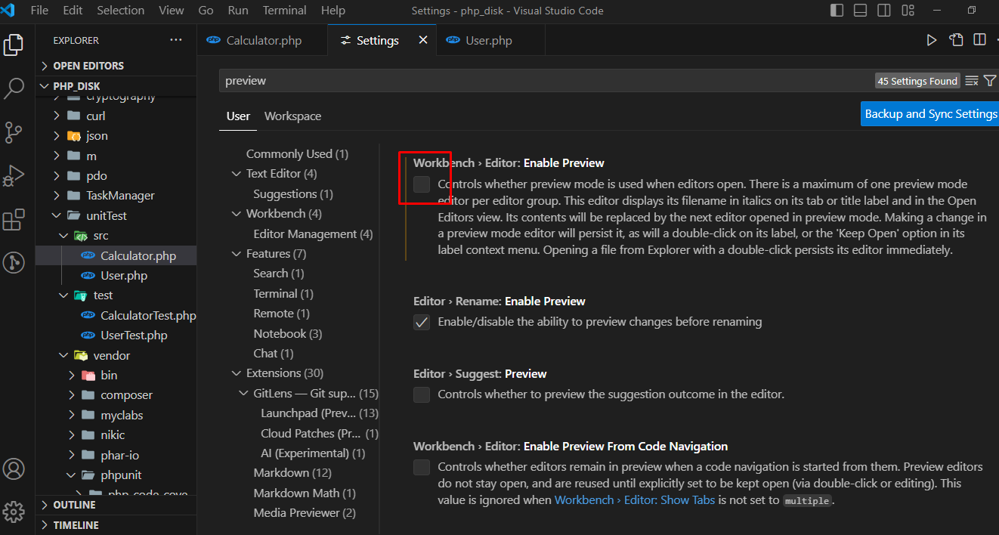 File Edit Selection View Go Run Terminal Help
Settings - php_disk - Visual Studio Code
EXPLORER
OPEN EDITORS
PHP_DISK
cryptography
curl
json
m
pdo
TaskManager
unitTest
src
php Calculator.php
php User.php
test
php CalculatorTest.php
php UserTest.php
vendor
bin
composer
myclabs
nikic
phar-io
phpunit
php_code_cove
OUTLINE
TIMELINE
php Calculator.php
Settings
php User.php
preview
45 Settings Found
User Workspace
Backup and Sync Settings
Commonly Used (1)
Text Editor (4)
Suggestions (1)
Workbench (4)
Editor Management (4)
Features (7)
Search (1)
Terminal (1)
Remote (1)
Notebook (3)
Chat (1)
Extensions (30)
GitLens — Git sup... (15)
Launchpad (Prev... (13)
Cloud Patches (Pr... (1)
AI (Experimental) (1)
Markdown (12)
Markdown Math (1)
Media Previewer (2)
Workbench › Editor: Enable Preview
Controls whether preview mode is used when editors open. There is a maximum of one preview mode
editor per editor group. This editor displays its filename in italics on its tab or title label and in the Open
Editors view. Its contents will be replaced by the next editor opened in preview mode. Making a change in
a preview mode editor will persist it, as will a double-click on its label, or the 'Keep Open' option in its
label context menu. Opening a file from Explorer with a double-click persists its editor immediately.
Editor › Rename: Enable Preview
Enable/disable the ability to preview changes before renaming
Editor › Suggest: Preview
Controls whether to preview the suggestion outcome in the editor.
Workbench › Editor: Enable Preview From Code Navigation
Controls whether editors remain in preview when a code navigation is started from them. Preview editors
do not stay open, and are reused until explicitly set to be kept open (via double-click or editing). This
value is ignored when Workbench › Editor: Show Tabs is not set to multiple.